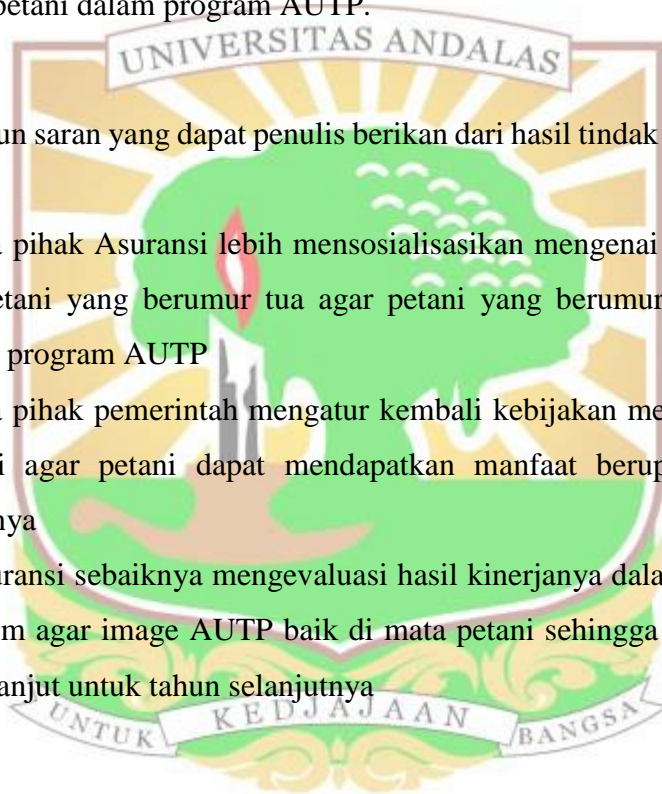 petani dalam program AUTP.
UNIVERSITAS ANDALAS
un saran yang dapat penulis berikan dari hasil tindak
pihak Asuransi lebih mensosialisasikan mengenai
etani yang berumur tua agar petani yang berumur
program AUTP
pihak pemerintah mengatur kembali kebijakan me
i agar petani dapat mendapatkan manfaat berup
nya
uransi sebaiknya mengevaluasi hasil kinerjanya dala
m agar image AUTP baik di mata petani sehingga
anjut untuk tahun selanjutnya
UNTUK KEDJAJAAN BANGSA